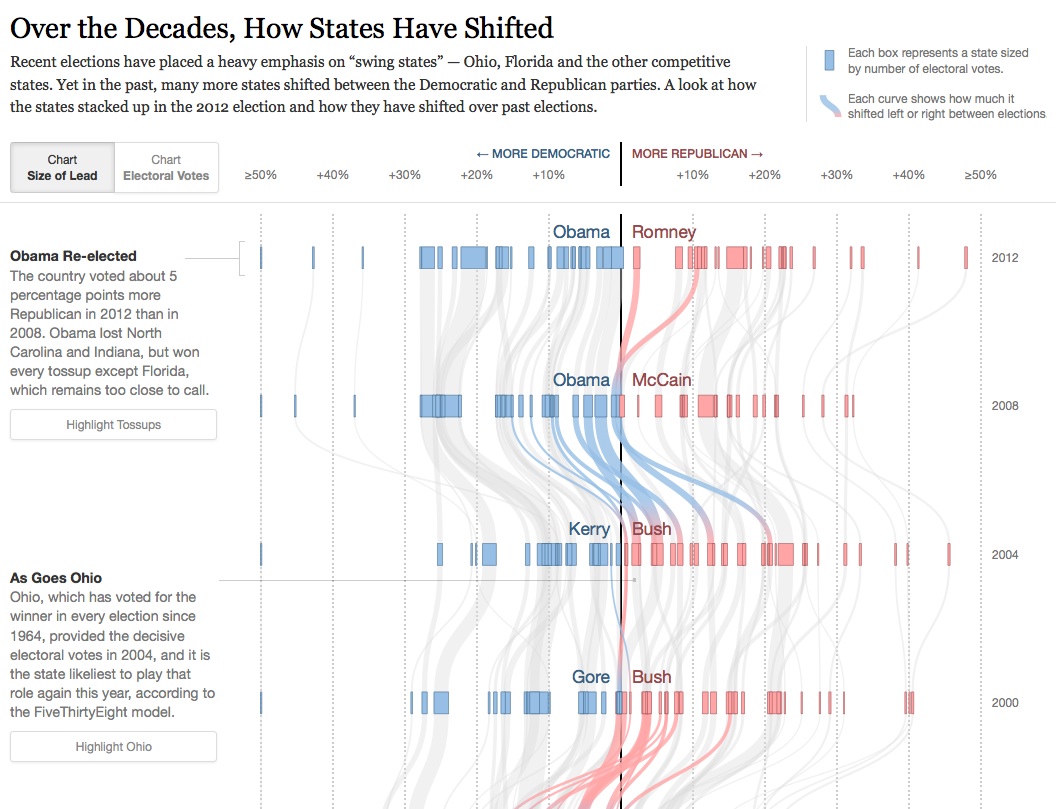 Over the Decades, How States Have Shifted
Recent elections have placed a heavy emphasis on “swing states” — Ohio, Florida and the other competitive
states. Yet in the past, many more states shifted between the Democratic and Republican parties. A look at how
the states stacked up in the 2012 election and how they have shifted over past elections.
Each box represents a state sized
by number of electoral votes.
Each curve shows how much it
shifted left or right between elections
Chart
Size of Lead
Chart
Electoral Votes
← MORE DEMOCRATIC
MORE REPUBLICAN →
≥50% +40% +30% +20% +10% +10% +20% +30% +40% ≥50%
Obama Romney
2012
Obama Re-elected
The country voted about 5
percentage points more
Republican in 2012 than in
2008. Obama lost North
Carolina and Indiana, but won
every tossup except Florida,
which remains too close to call.
Highlight Tossups
Obama McCain
2008
Kerry Bush
2004
As Goes Ohio
Ohio, which has voted for the
winner in every election since
1964, provided the decisive
electoral votes in 2004, and it is
the state likeliest to play that
role again this year, according to
the FiveThirtyEight model.
Highlight Ohio
Gore Bush
2000